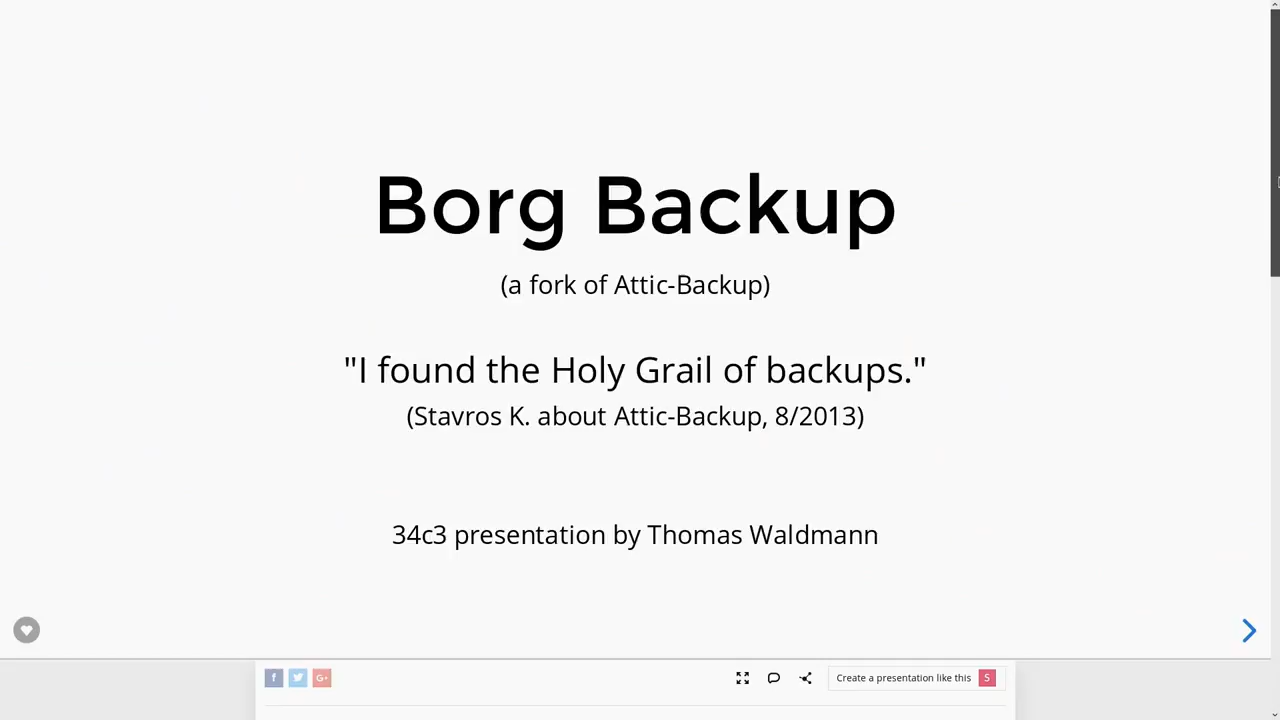 Borg Backup
(a fork of Attic-Backup)
"I found the Holy Grail of backups."
(Stavros K. about Attic-Backup, 8/2013)
34c3 presentation by Thomas Waldmann
f G+ Create a presentation like this 5